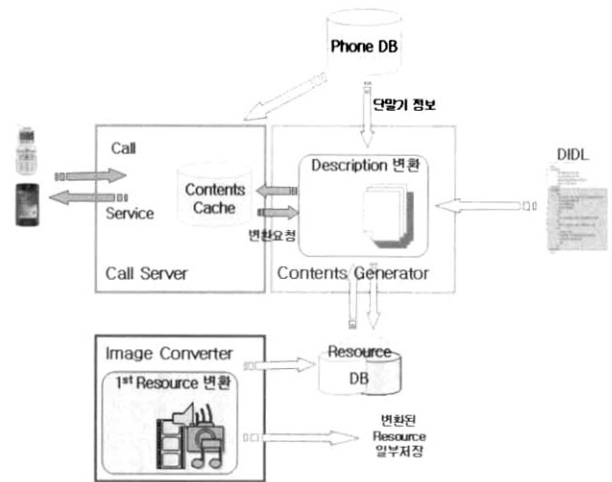 Phone DB
단말기 정보
Call
Description 변환
DIDL
Contents
Cache
Service
변환요청
Call Server
Contents Generator
Image Converter
Resource
DB
1st Resource 변환
변환된
Resource
일부저장